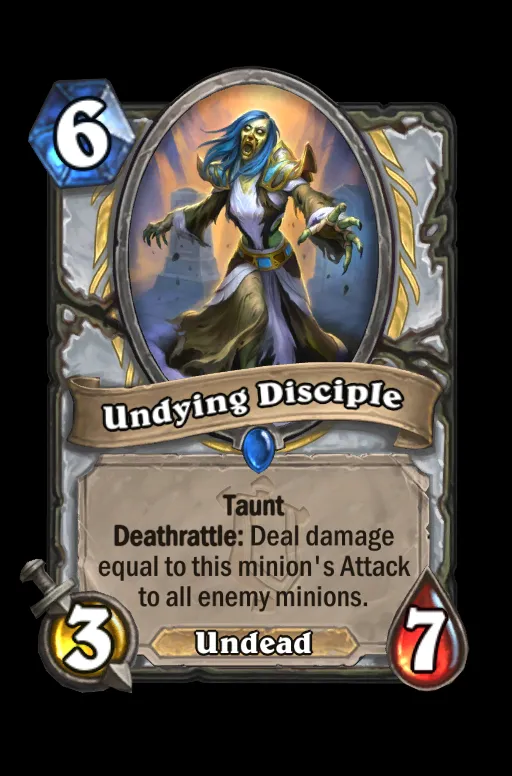 6
Undying Disciple
Taunt
Deathrattle: Deal damage
equal to this minion's Attack
to all enemy minions.
3
Undead
7